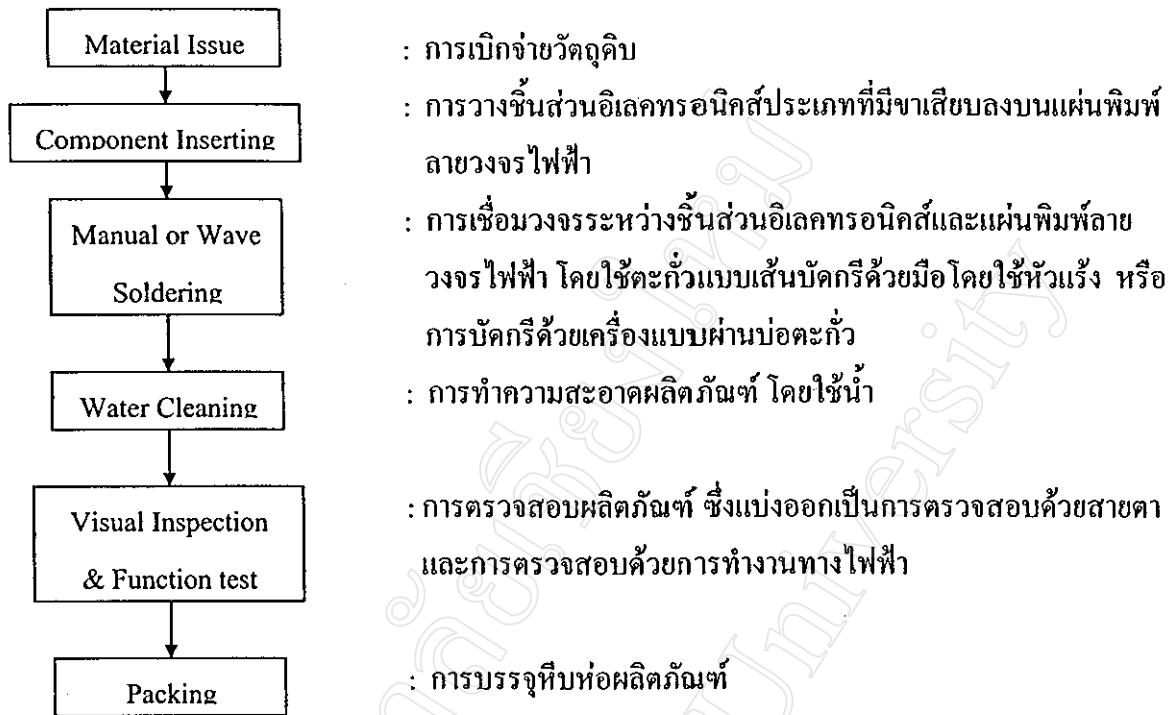 Material Issue
: การเบิกจ่ายวัตถุดิบ
Component Inserting
: การวางชิ้นส่วนอิเลคทรอนิคส์ประเภทที่มีขาเสียบลงบนแผ่นพิมพ์
ลายวงจรไฟฟ้า
Manual or Wave
Soldering
: การเชื่อมวงจรระหว่างชิ้นส่วนอิเลคทรอนิคส์และแผ่นพิมพ์ลาย
วงจรไฟฟ้า โดยใช้ตะกั่วแบบเส้นบัดกรีด้วยมือโดยใช้หัวแร้ง หรือ
การบัดกรีด้วยเครื่องแบบผ่านบ่อตะกั่ว
Water Cleaning
: การทำความสะอาดผลิตภัณฑ์ โดยใช้น้ำ
Visual Inspection
& Function test
: การตรวจสอบผลิตภัณฑ์ ซึ่งแบ่งออกเป็นการตรวจสอบด้วยสายตา
และการตรวจสอบด้วยการทำงานทางไฟฟ้า
Packing
: การบรรจุหีบห่อผลิตภัณฑ์
University